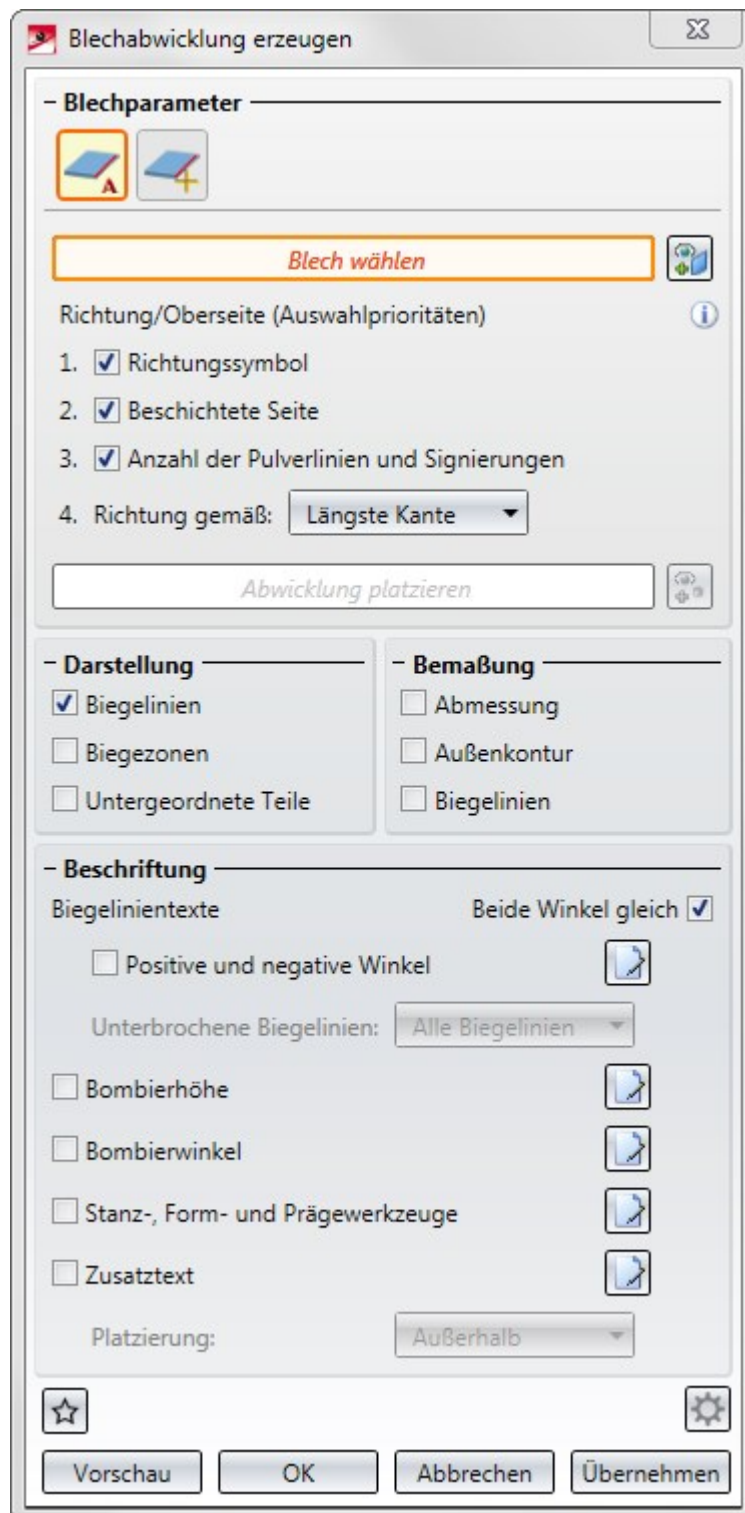 Blechabwicklung erzeugen
– Blechparameter
A
Blech wählen
Richtung/Oberseite (Auswahlprioritäten)
1. Richtungssymbol
2. Beschichtete Seite
3. Anzahl der Pulverlinien und Signierungen
4. Richtung gemäß: Längste Kante
Abwicklung platzieren
– Darstellung
Biegelinien
Biegezonen
Untergeordnete Teile
– Bemaßung
Abmessung
Außenkontur
Biegelinien
– Beschriftung
Biegelinientexte Beide Winkel gleich
Positive und negative Winkel
Unterbrochene Biegelinien: Alle Biegelinien
Bombierhöhe
Bombierwinkel
Stanz-, Form- und Prägewerkzeuge
Zusatztext
Platzierung: Außerhalb
Vorschau OK Abbrechen Übernehmen